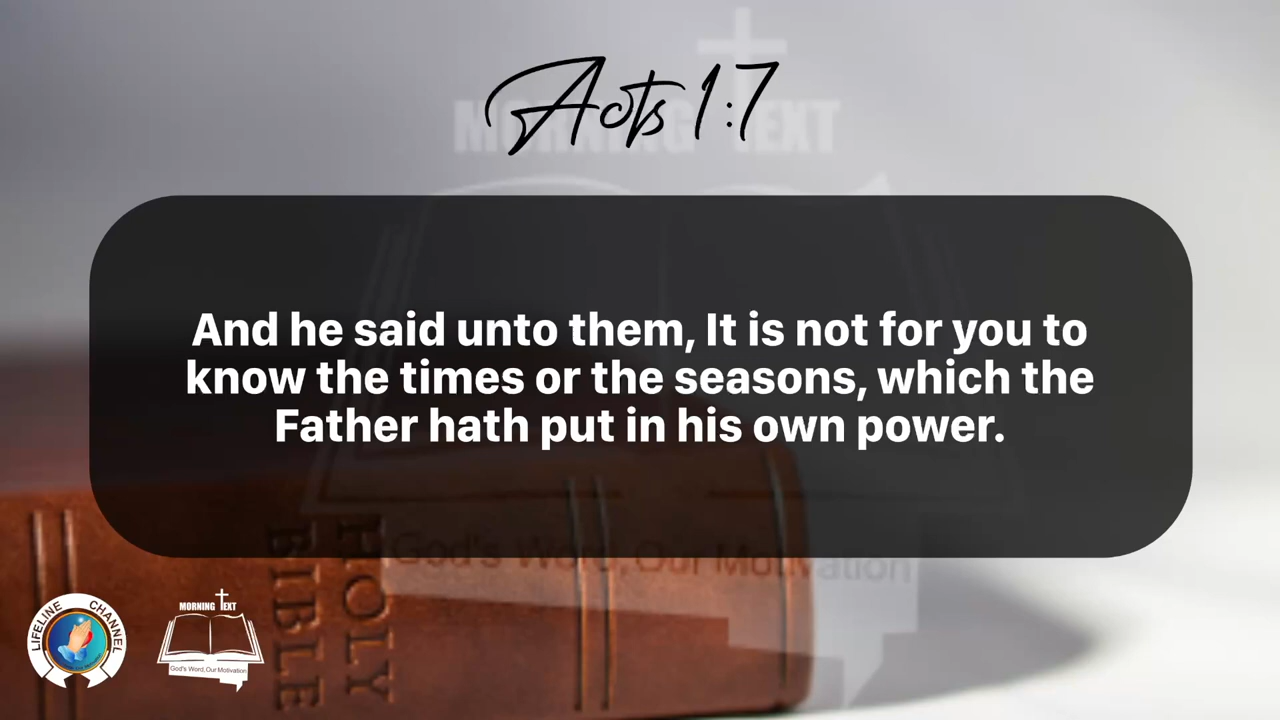 Acts 1:7
MORNING TEXT
And he said unto them, It is not for you to
know the times or the seasons, which the
Father hath put in his own power.
God's Word, Our Motivation
HOLY
BIBLE
LIFELINE CHANNEL
MORNING TEXT
God's Word, Our Motivation